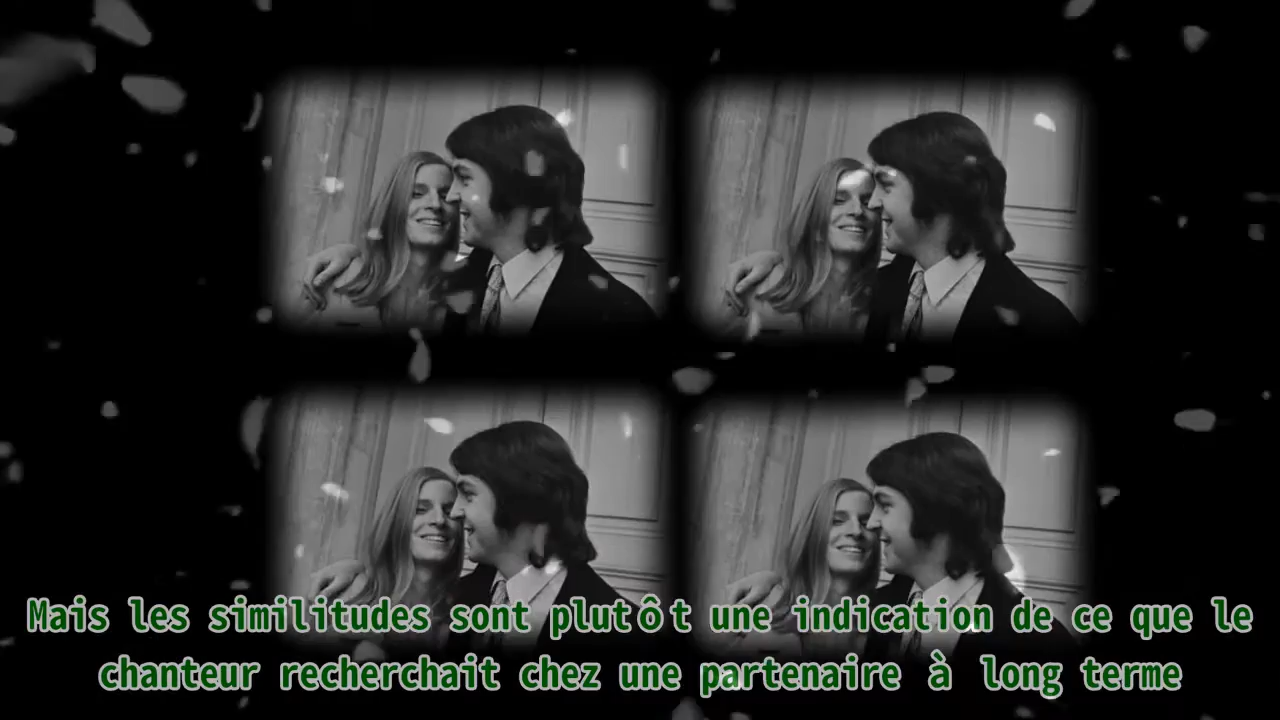 Mais les similitudes sont plutôt une indication de ce que le
chanteur recherchait chez une partenaire à long terme